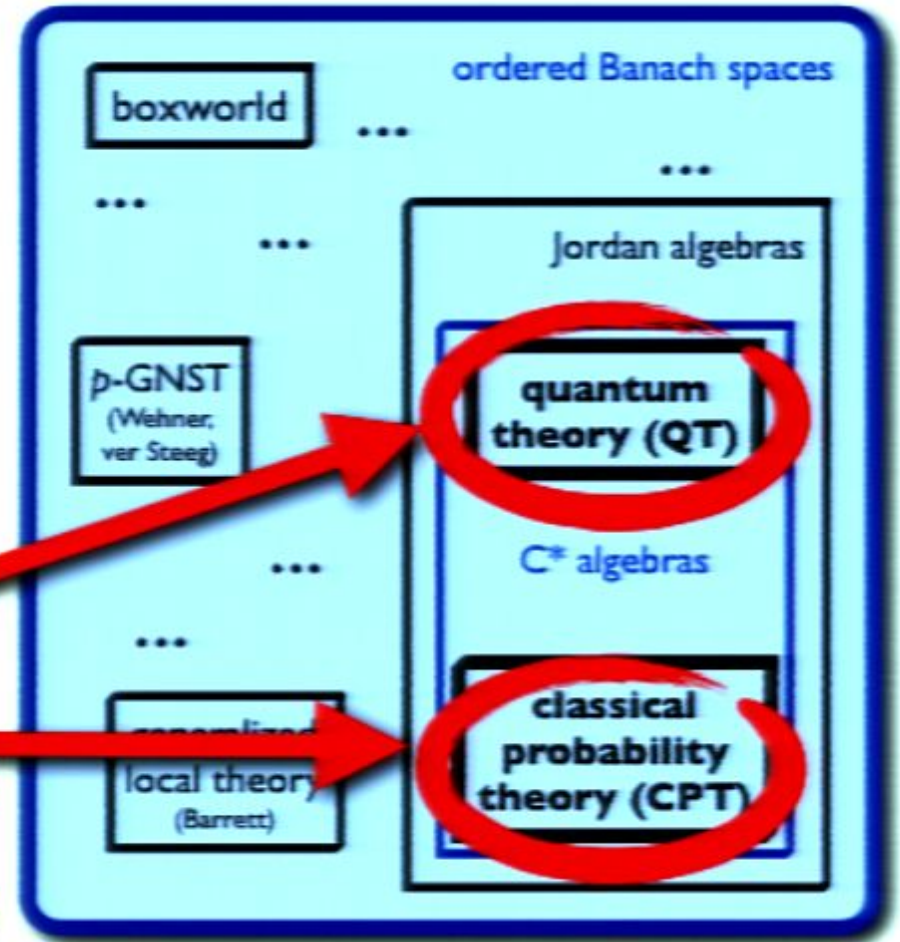 ordered Banach spaces
boxworld
...
...
...
...
Jordan algebras
p-GNST
(Wehner,
ver Steeg)
quantum
theory (QT)
...
C* algebras
...
generalized
local theory
(Barrett)
classical
probability
theory (CPT)